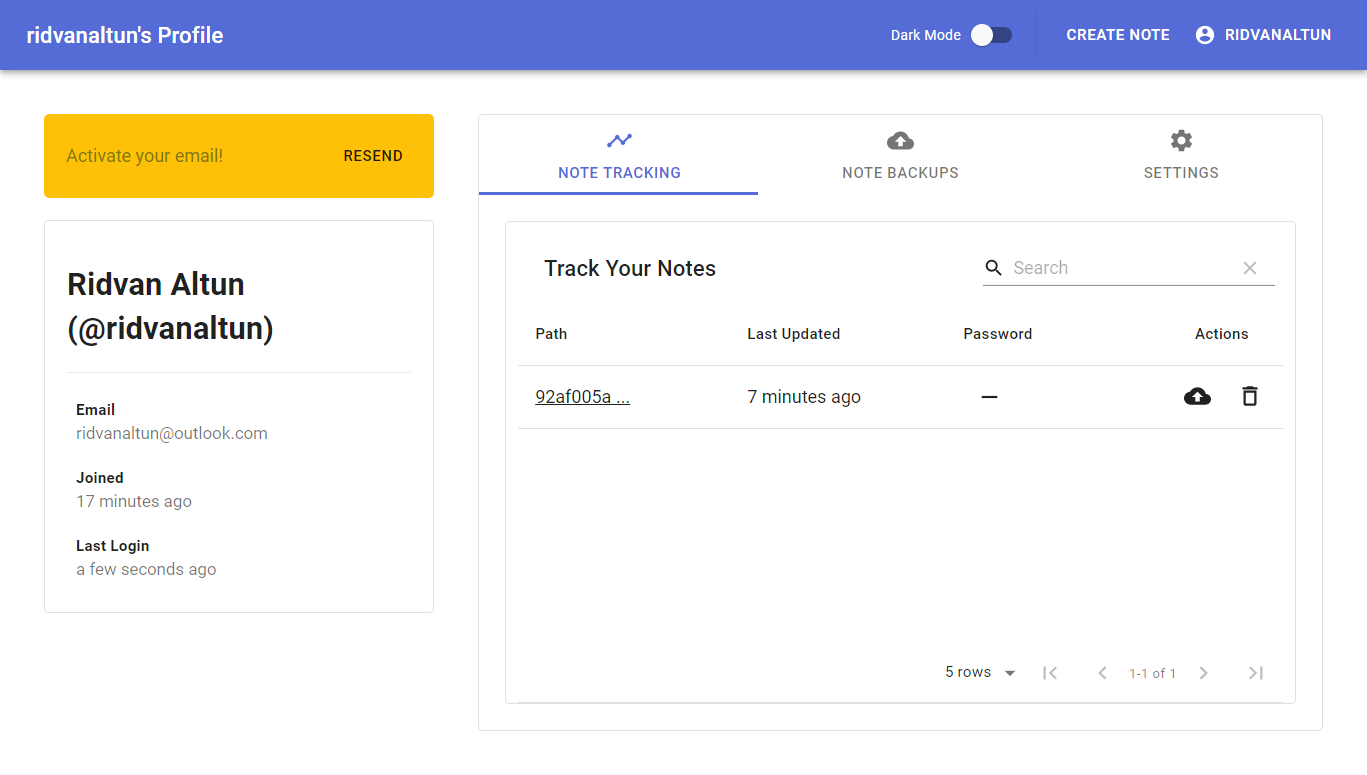 ridvanaltun's Profile
Dark Mode
CREATE NOTE
RIDVANALTUN
Activate your email!
RESEND
Ridvan Altun
(@ridvanaltun)
Email
ridvanaltun@outlook.com
Joined
17 minutes ago
Last Login
a few seconds ago
NOTE TRACKING
NOTE BACKUPS
SETTINGS
Track Your Notes
Search
Path Last Updated Password Actions
92af005a ... 7 minutes ago
5 rows
1-1 of 1